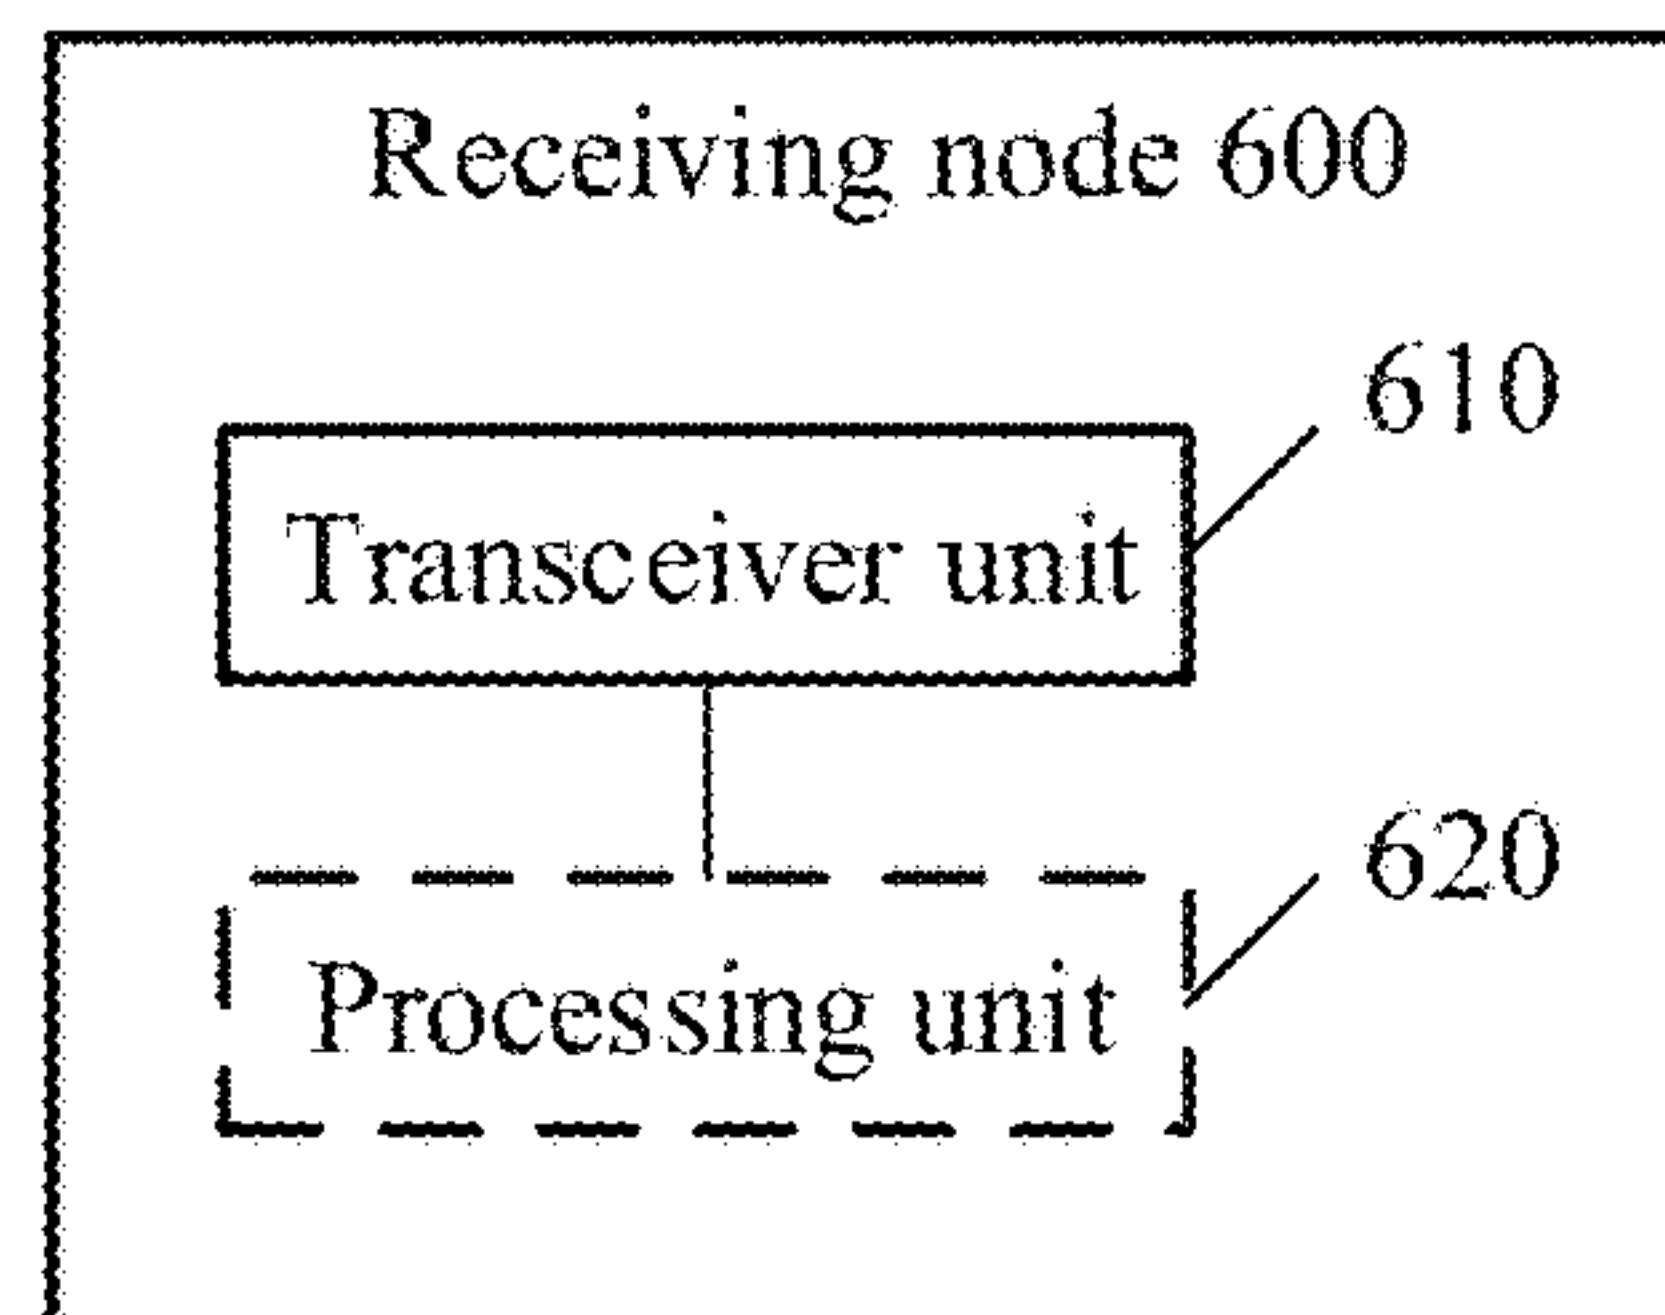 Receiving node 600
610
Transceiver unit
620
Processing unit